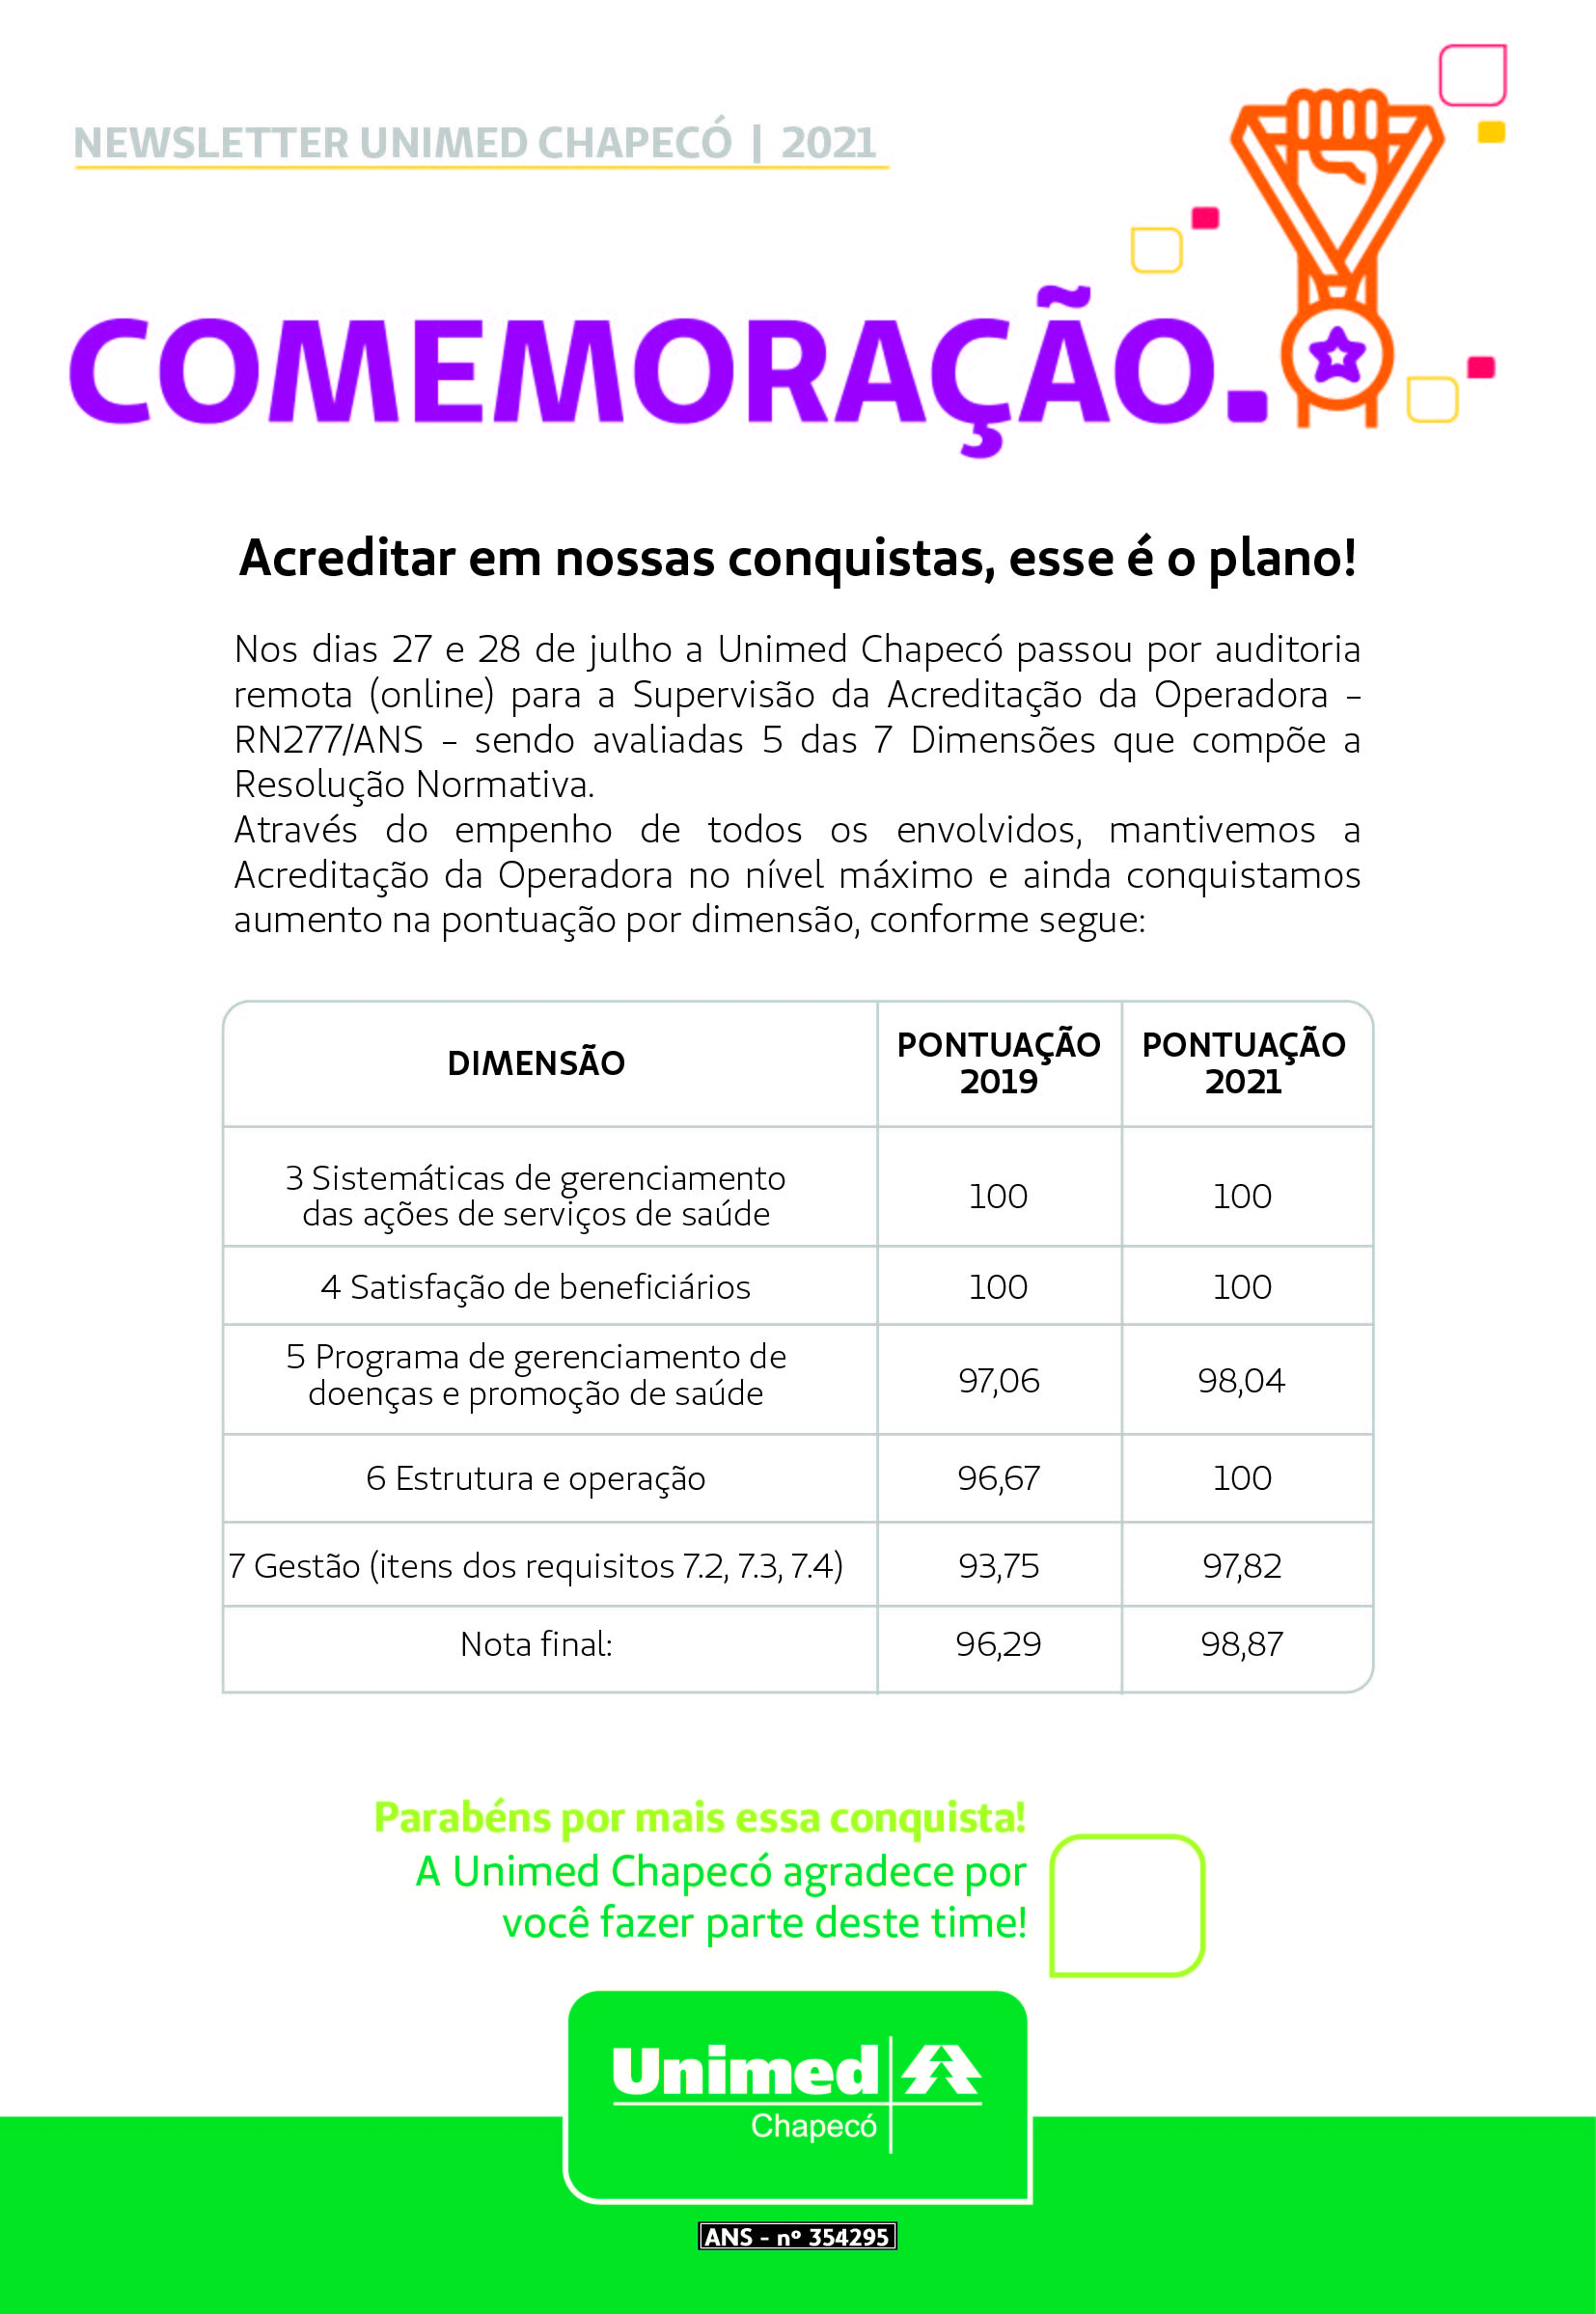 NEWSLETTER UNIMED CHAPECÓ | 2021
COMEMORAÇÃO.
Acreditar em nossas conquistas, esse é o plano!
Nos dias 27 e 28 de julho a Unimed Chapecó passou por auditoria
remota (online) para a Supervisão da Acreditação da Operadora –
RN277/ANS – sendo avaliadas 5 das 7 Dimensões que compõe a
Resolução Normativa.
Através do empenho de todos os envolvidos, mantivemos a
Acreditação da Operadora no nível máximo e ainda conquistamos
aumento na pontuação por dimensão, conforme segue:
DIMENSÃO PONTUAÇÃO 2019 PONTUAÇÃO 2021
3 Sistemáticas de gerenciamento
das ações de serviços de saúde 100 100
4 Satisfação de beneficiários 100 100
5 Programa de gerenciamento de
doenças e promoção de saúde 97,06 98,04
6 Estrutura e operação 96,67 100
7 Gestão (itens dos requisitos 7.2, 7.3, 7.4) 93,75 97,82
Nota final: 96,29 98,87
Parabéns por mais essa conquista!
A Unimed Chapecó agradece por
você fazer parte deste time!
Unimed
Chapecó
ANS - nº 354295